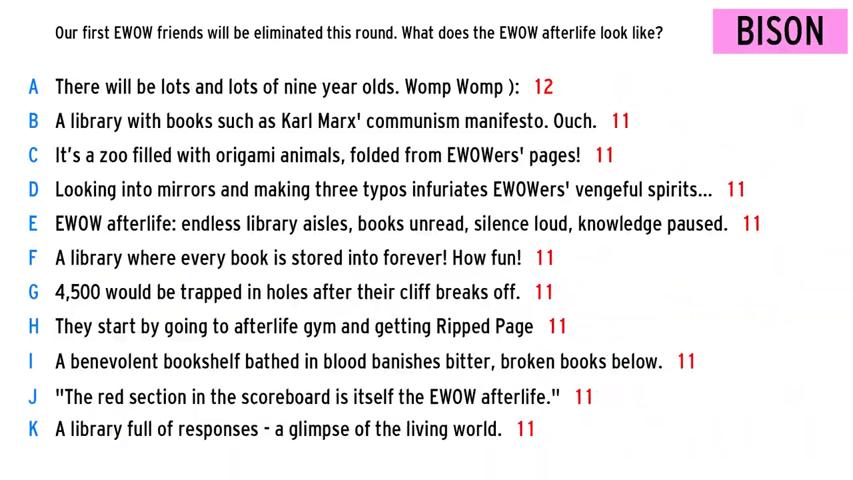 Our first EWOW friends will be eliminated this round. What does the EWOW afterlife look like?
BISON
A There will be lots and lots of nine year olds. Womp Womp ): 12
B A library with books such as Karl Marx' communism manifesto. Ouch. 11
C It's a zoo filled with origami animals, folded from EWOWers' pages! 11
D Looking into mirrors and making three typos infuriates EWOWers' vengeful spirits... 11
E EWOW afterlife: endless library aisles, books unread, silence loud, knowledge paused. 11
F A library where every book is stored into forever! How fun! 11
G 4,500 would be trapped in holes after their cliff breaks off. 11
H They start by going to afterlife gym and getting Ripped Page 11
I A benevolent bookshelf bathed in blood banishes bitter, broken books below. 11
J "The red section in the scoreboard is itself the EWOW afterlife." 11
K A library full of responses - a glimpse of the living world. 11